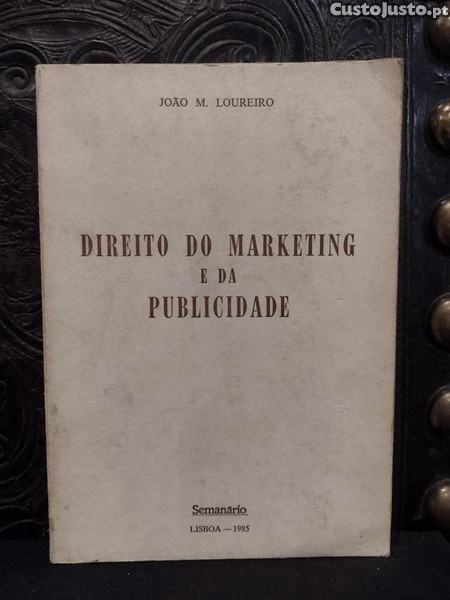 CustoJusto.pt
JOÃO M. LOUREIRO
DIREITO DO MARKETING
E DA
PUBLICIDADE
Semanário
LISBOA — 1985